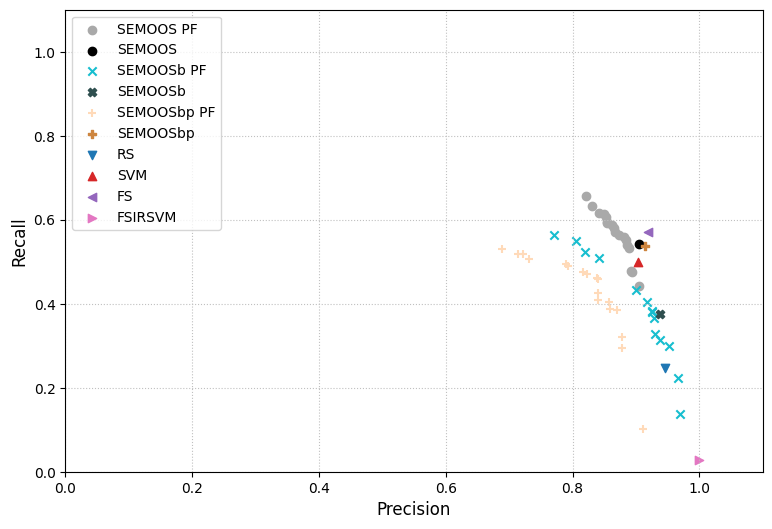 SEMOOS PF
SEMOOS
SEMOOSb PF
SEMOOSb
SEMOOSbp PF
SEMOOSbp
RS
SVM
FS
FSIRSVM
1.0
0.8
0.6
0.4
0.2
0.0
Recall
0.0 0.2 0.4 0.6 0.8 1.0
Precision